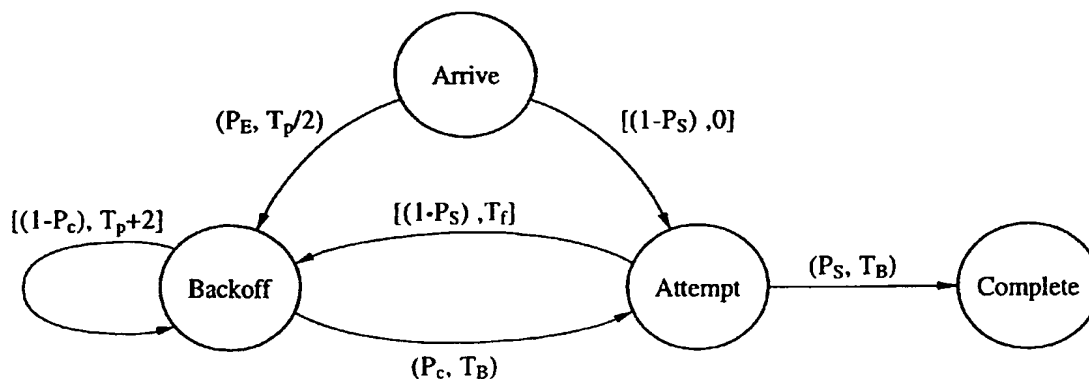 Arrive
(P_E, T_p/2)
[(1-P_S) ,0]
[(1-P_c), T_p+2]
[(1-P_S) ,T_f]
(P_S, T_B)
Backoff
Attempt
Complete
(P_c, T_B)